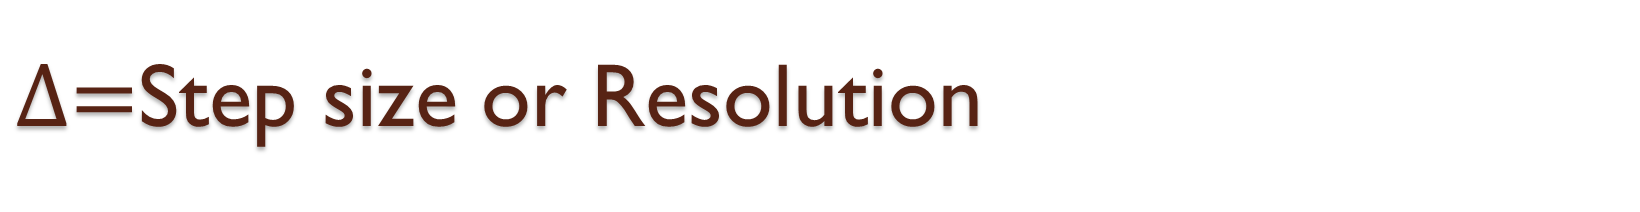 Δ=Step size or Resolution